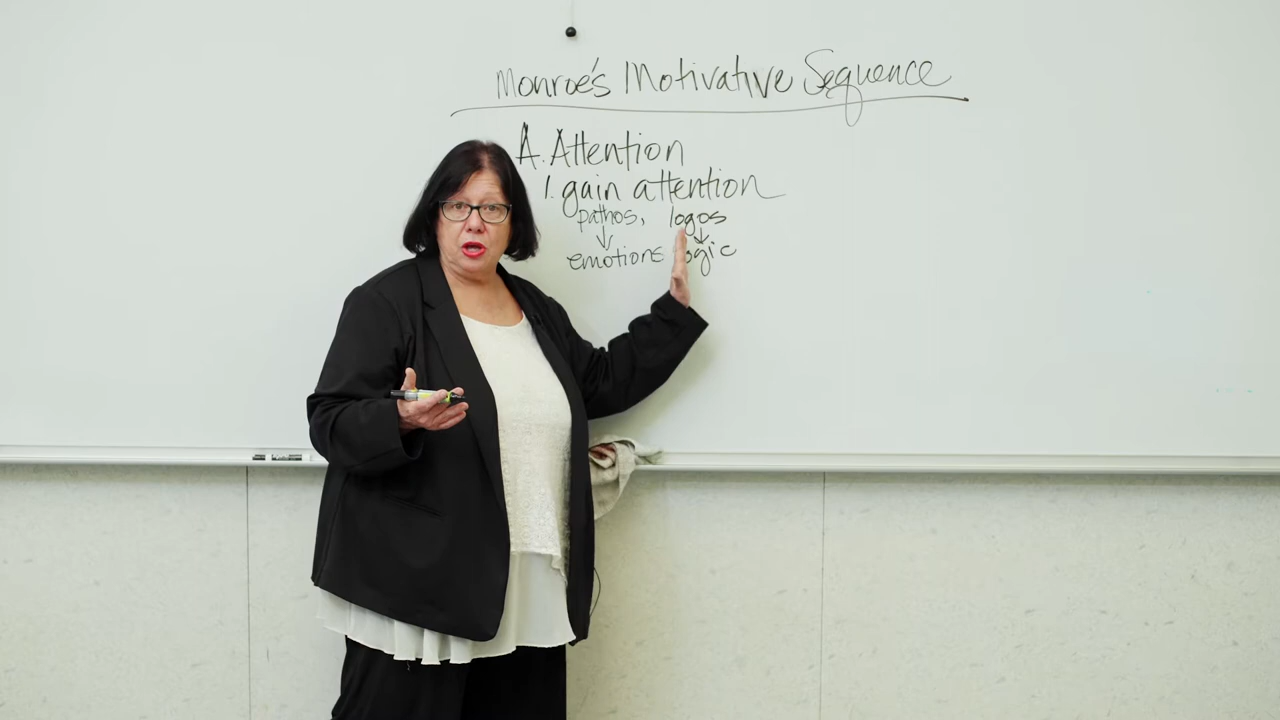 Monroe's Motivative Sequence
A. Attention
1. gain attention
pathos, logos
emotions logic